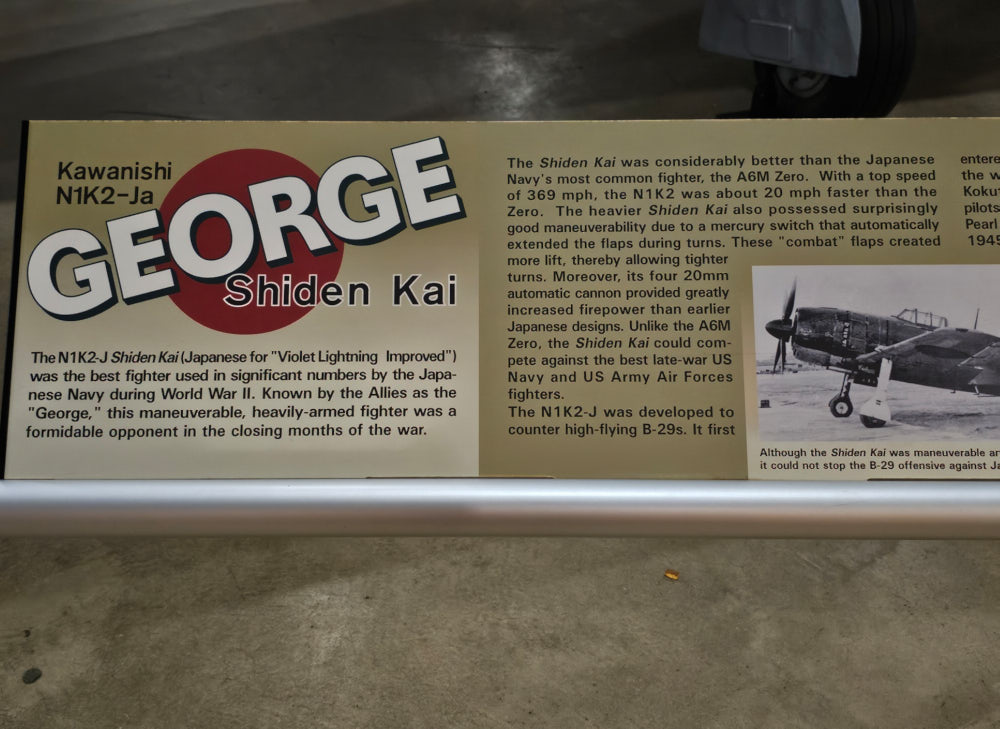 Kawanishi
N1K2-Ja
GEORGE
Shiden Kai
The N1K2-J Shiden Kai (Japanese for "Violet Lightning Improved")
was the best fighter used in significant numbers by the Japa-
nese Navy during World War II. Known by the Allies as the
"George," this maneuverable, heavily-armed fighter was a
formidable opponent in the closing months of the war.
The Shiden Kai was considerably better than the Japanese
Navy's most common fighter, the A6M Zero. With a top speed
of 369 mph, the N1K2 was about 20 mph faster than the
Zero. The heavier Shiden Kai also possessed surprisingly
good maneuverability due to a mercury switch that automatically
extended the flaps during turns. These "combat" flaps created
more lift, thereby allowing tighter
turns. Moreover, its four 20mm
automatic cannon provided greatly
increased firepower than earlier
Japanese designs. Unlike the A6M
Zero, the Shiden Kai could com-
pete against the best late-war US
Navy and US Army Air Forces
fighters.
The N1K2-J was developed to
counter high-flying B-29s. It first
entere
the w
Koku
pilots
Pearl
1945
Although the Shiden Kai was maneuverable an
it could not stop the B-29 offensive against Ja